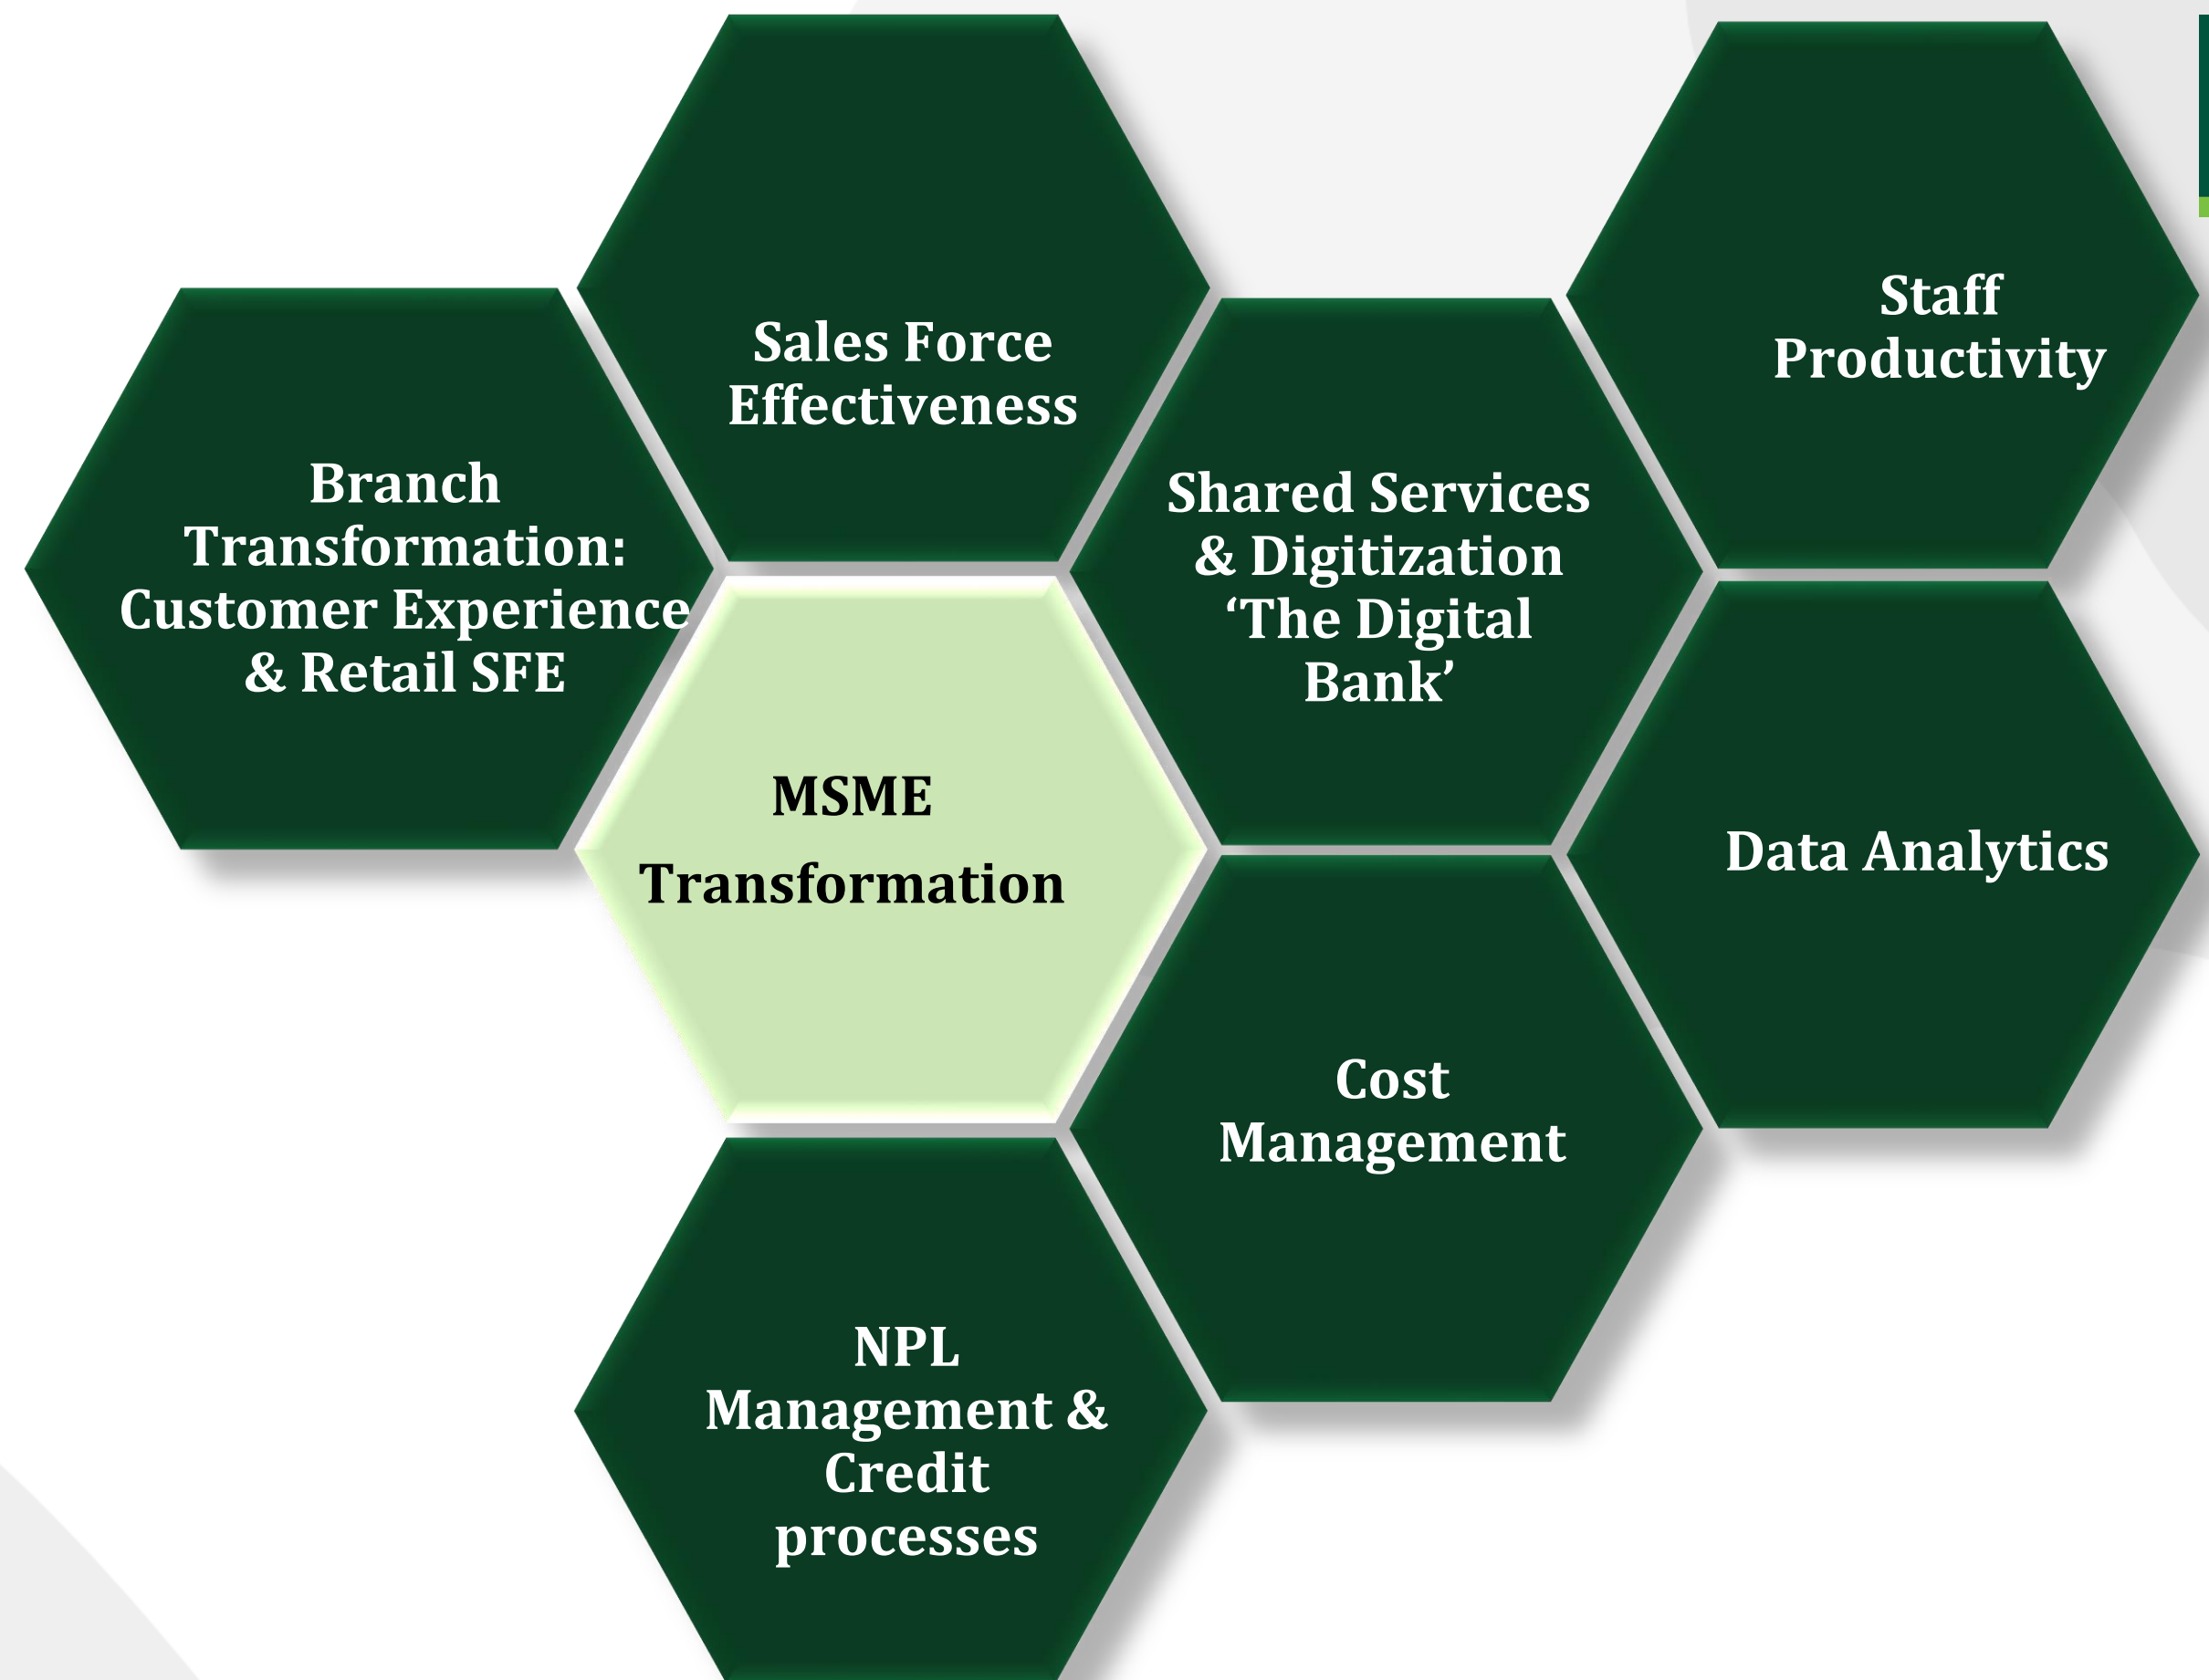 Sales Force
Effectiveness
Staff
Productivity
Branch
Transformation:
Customer Experience
& Retail SFE
Shared Services
& Digitization
‘The Digital
Bank’
MSME
Transformation
Data Analytics
Cost
Management
NPL
Management &
Credit
processes